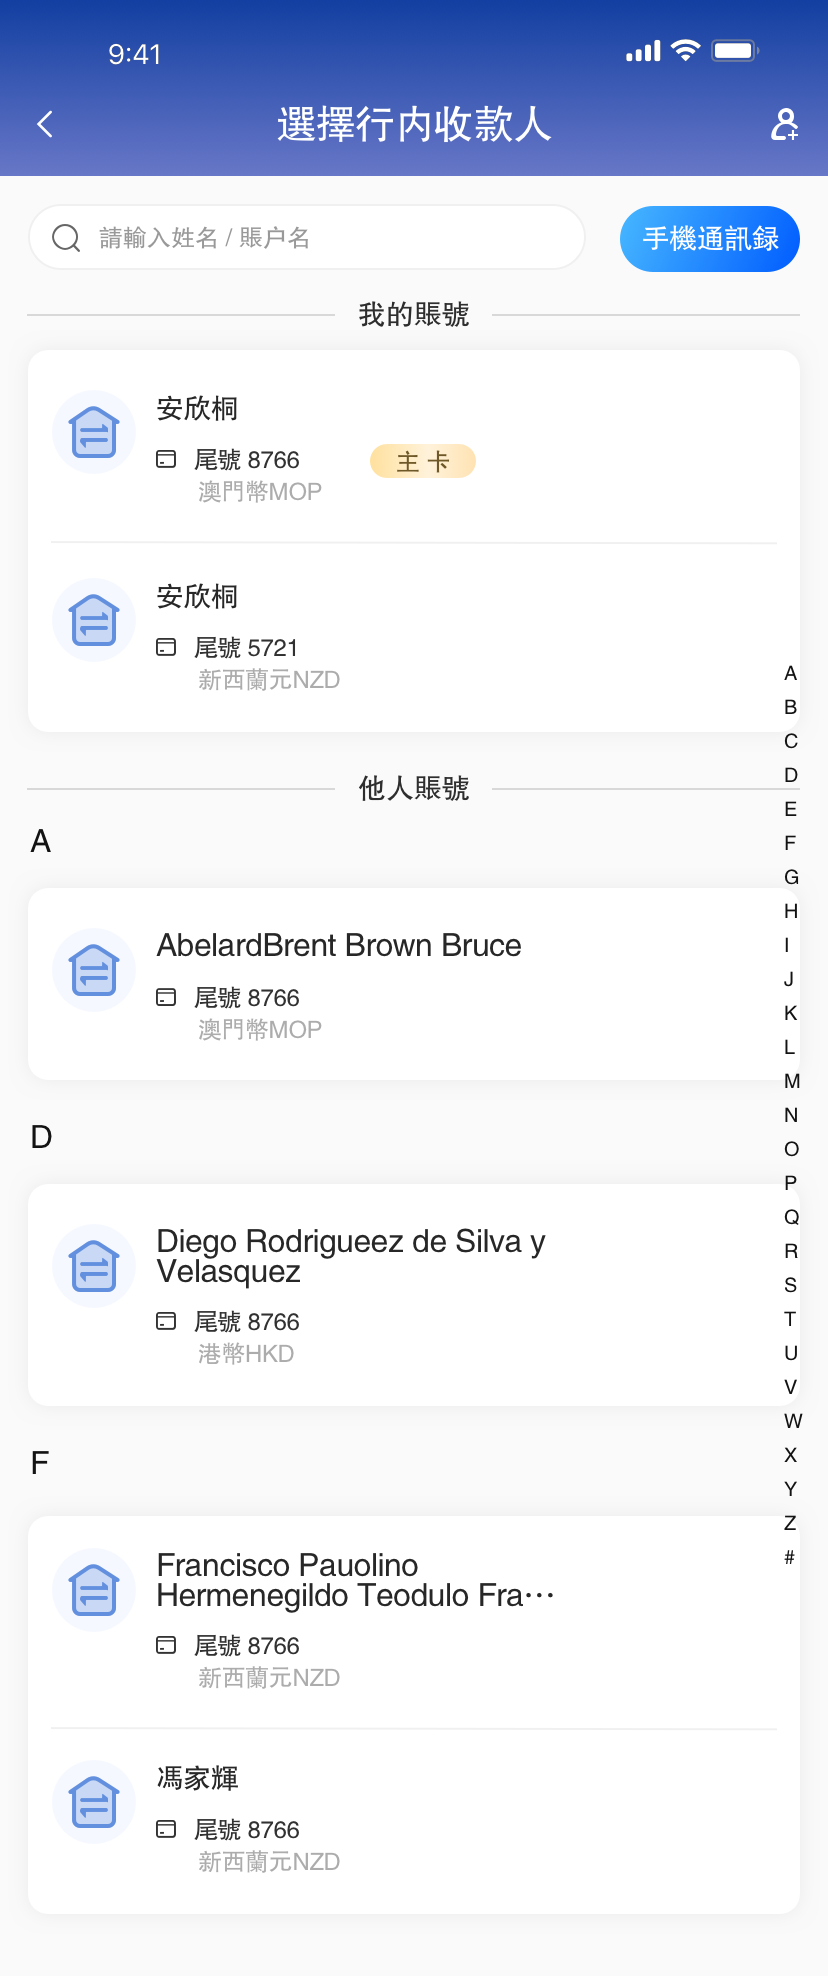 9:41
選擇行内收款人
請輸入姓名 / 賬户名
手機通訊録
我的賬號
安欣桐
尾號 8766
主 卡
澳門幣MOP
安欣桐
尾號 5721
新西蘭元NZD
他人賬號
A
AbelardBrent Brown Bruce
尾號 8766
澳門幣MOP
D
Diego Rodrigueez de Silva y
Velasquez
尾號 8766
港幣HKD
F
Francisco Pauolino
Hermenegildo Teodulo Fra···
尾號 8766
新西蘭元NZD
馮家輝
尾號 8766
新西蘭元NZD
A
B
C
D
E
F
G
H
I
J
K
L
M
N
O
P
Q
R
S
T
U
V
W
X
Y
Z
#